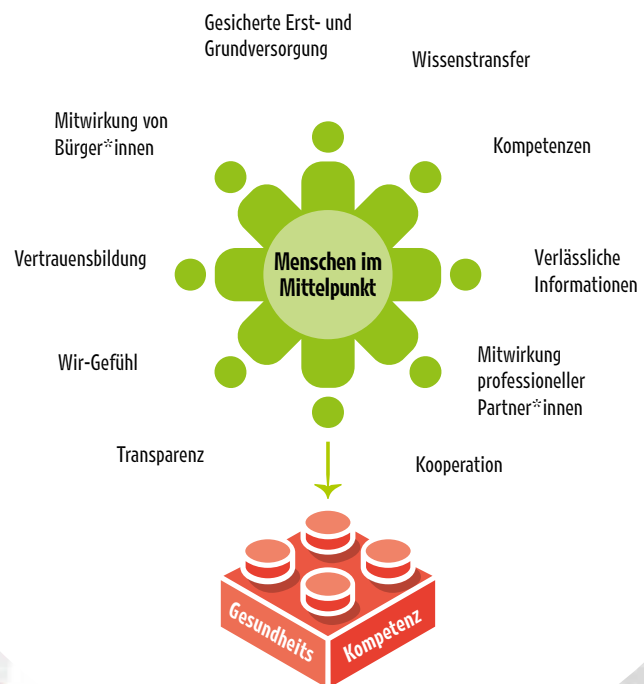 Gesicherte Erst- und
Grundversorgung
Wissenstransfer
Mitwirkung von
Bürger*innen
Kompetenzen
Vertrauensbildung
Menschen im
Mittelpunkt
Verlässliche
Informationen
Wir-Gefühl
Mitwirkung
professioneller
Partner*innen
Transparenz
Kooperation
Gesundheits
Kompetenz